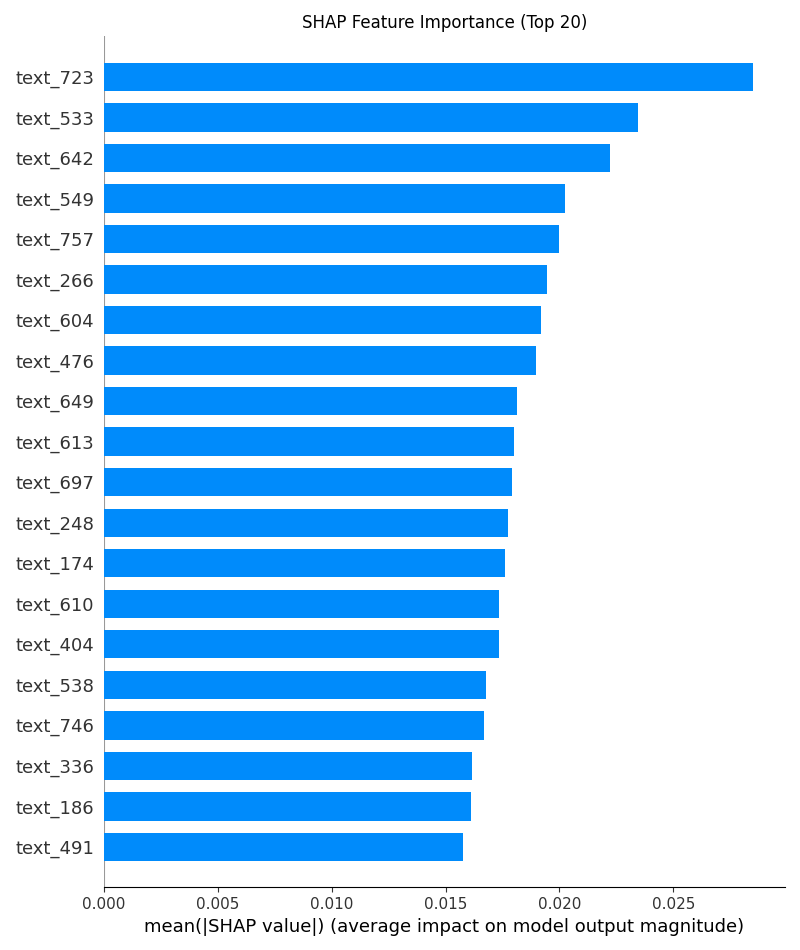 SHAP Feature Importance (Top 20)
text_723
text_533
text_642
text_549
text_757
text_266
text_604
text_476
text_649
text_613
text_697
text_248
text_174
text_610
text_404
text_538
text_746
text_336
text_186
text_491
0.000 0.005 0.010 0.015 0.020 0.025
mean(|SHAP value|) (average impact on model output magnitude)